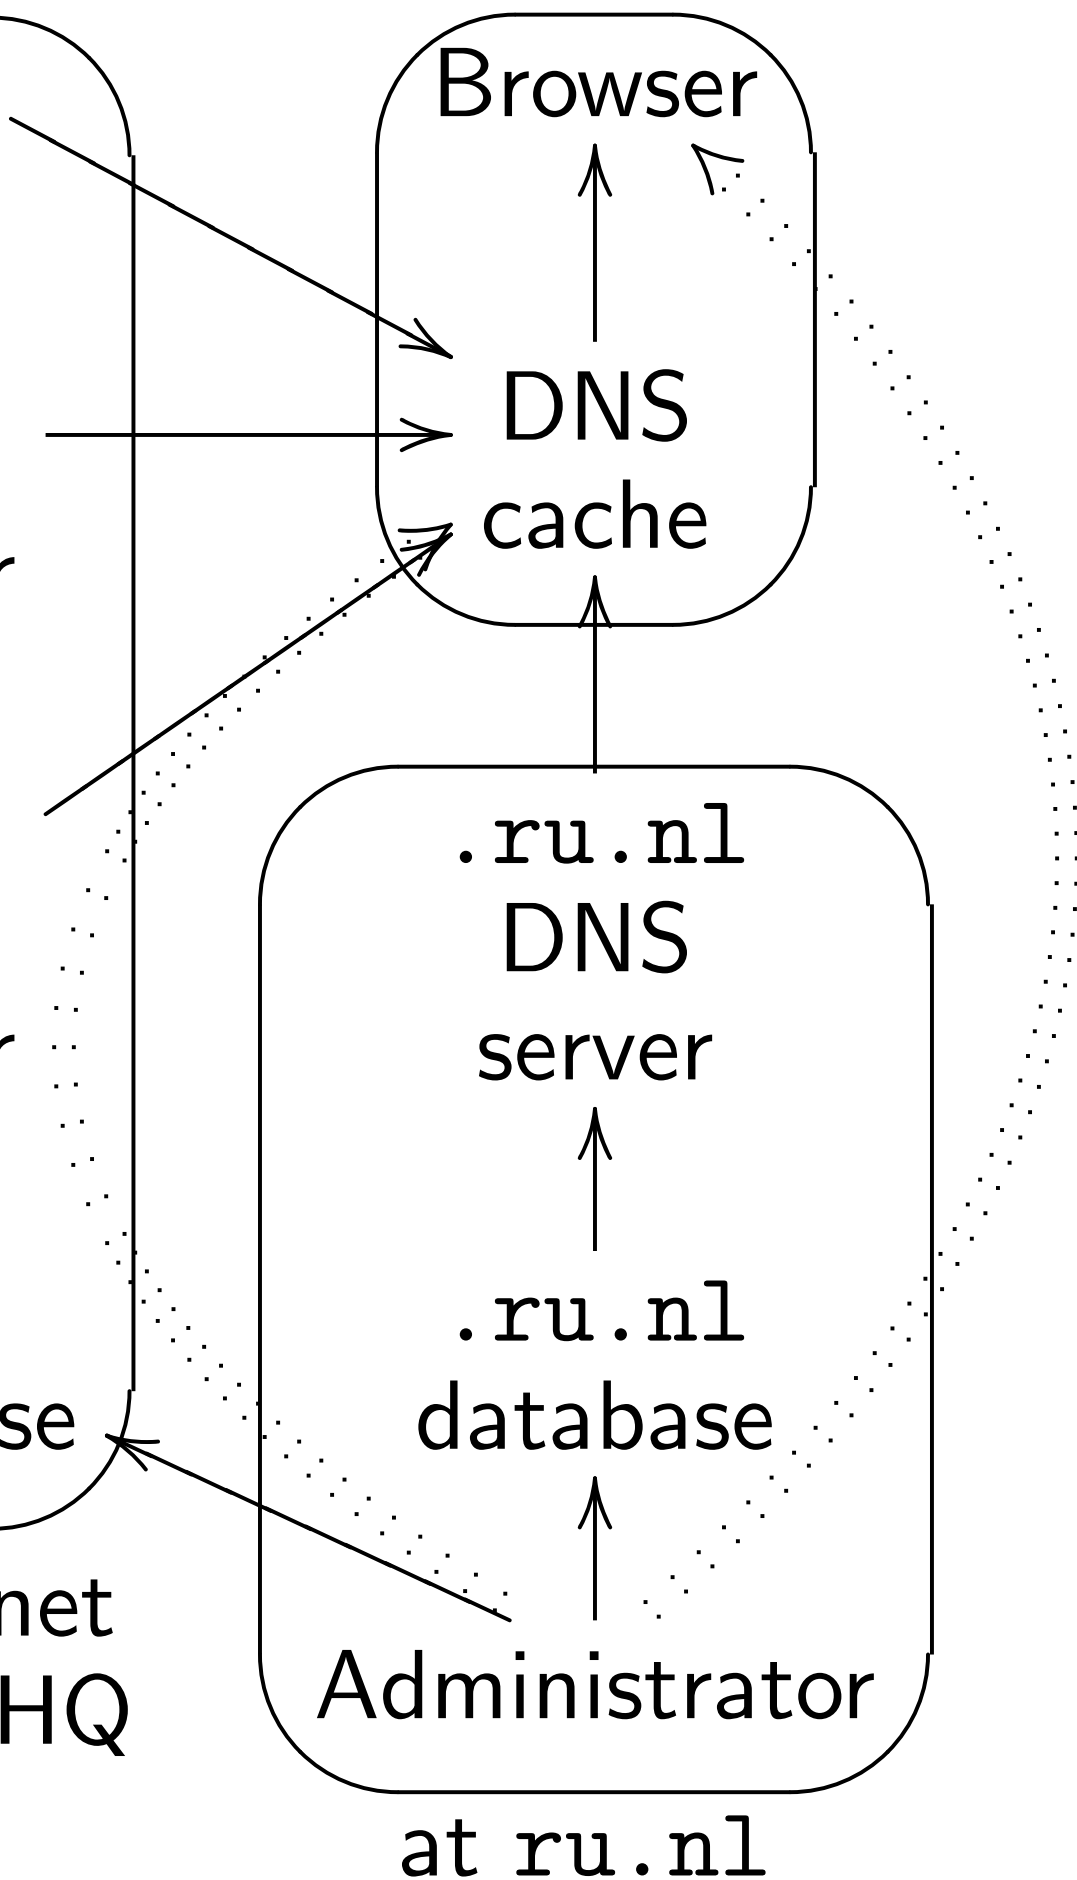 Browser
DNS
cache
r
.ru.nl
DNS
server
r
.ru.nl
database
se
Administrator
net
HQ
at ru.nl